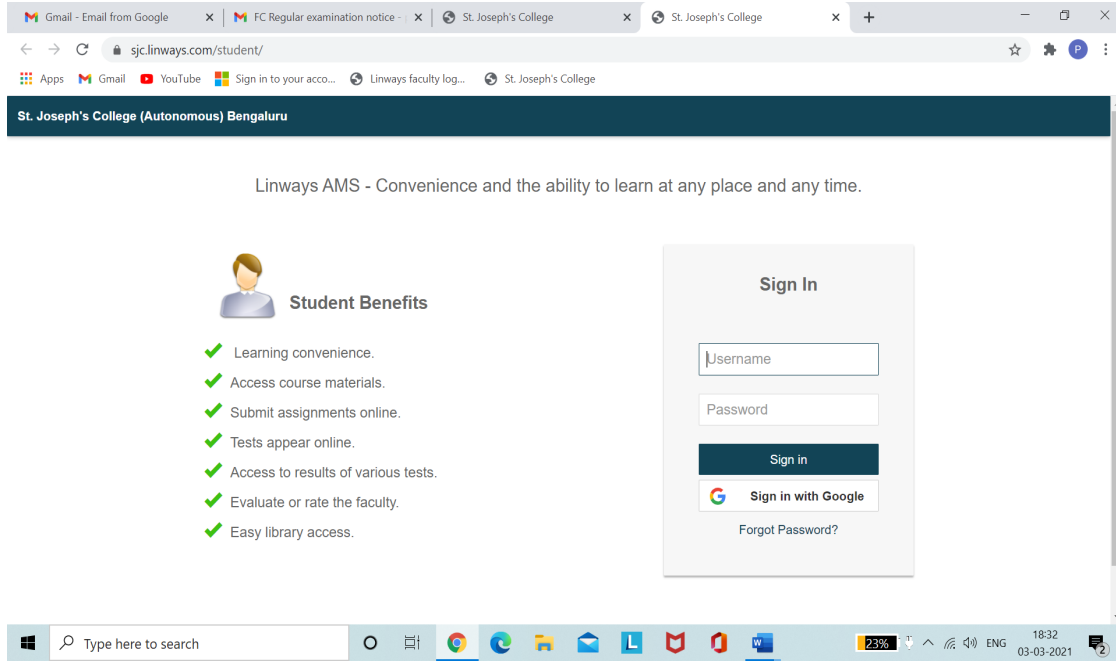 Gmail - Email from Google
FC Regular examination notice -
St. Joseph's College
St. Joseph's College
sjc.linways.com/student/
P
Apps
Gmail
YouTube
Sign in to your acco...
Linways faculty log...
St. Joseph's College
St. Joseph's College (Autonomous) Bengaluru
Linways AMS - Convenience and the ability to learn at any place and any time.
Student Benefits
Learning convenience.
Access course materials.
Submit assignments online.
Tests appear online.
Access to results of various tests.
Evaluate or rate the faculty.
Easy library access.
Sign In
Username
Password
Sign in
Sign in with Google
Forgot Password?
Type here to search
L
W
23%
ENG
18:32
03-03-2021
2